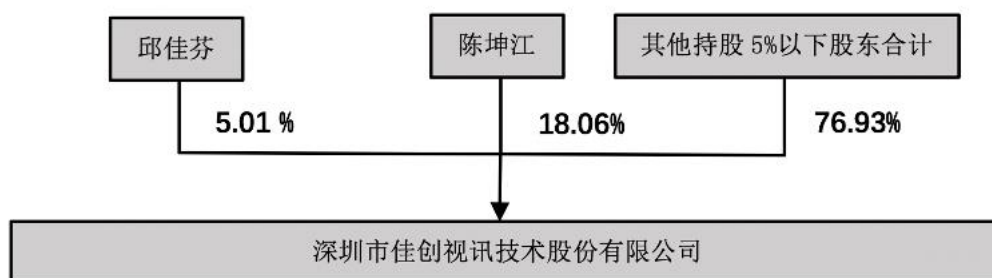 邱佳芬
陈坤江
其他持股 5%以下股东合计
5.01 %
18.06%
76.93%
深圳市佳创视讯技术股份有限公司